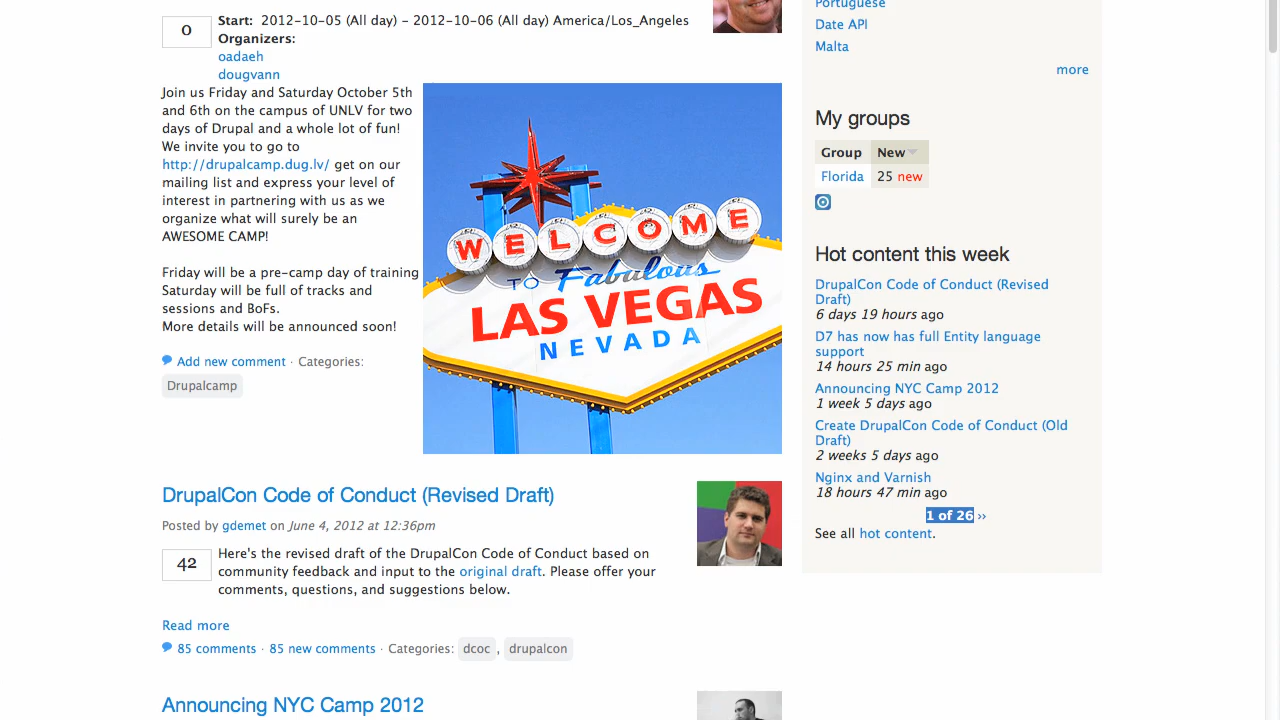 0
Start: 2012-10-05 (All day) - 2012-10-06 (All day) America/Los_Angeles
Organizers:
oadaeh
dougvann
Join us Friday and Saturday October 5th
and 6th on the campus of UNLV for two
days of Drupal and a whole lot of fun!
We invite you to go to
http://drupalcamp.dug.lv/ get on our
mailing list and express your level of
interest in partnering with us as we
organize what will surely be an
AWESOME CAMP!
Friday will be a pre-camp day of training
Saturday will be full of tracks and
sessions and BoFs.
More details will be announced soon!
Add new comment · Categories:
Drupalcamp
WELCOME
TO Fabulous
LAS VEGAS
NEVADA
DrupalCon Code of Conduct (Revised Draft)
Posted by gdemet on June 4, 2012 at 12:36pm
42
Here's the revised draft of the DrupalCon Code of Conduct based on
community feedback and input to the original draft. Please offer your
comments, questions, and suggestions below.
Read more
85 comments · 85 new comments · Categories: dcoc , drupalcon
Announcing NYC Camp 2012
Portuguese
Date API
Malta
more
My groups
Group New
Florida 25 new
Hot content this week
DrupalCon Code of Conduct (Revised
Draft)
6 days 19 hours ago
D7 has now has full Entity language
support
14 hours 25 min ago
Announcing NYC Camp 2012
1 week 5 days ago
Create DrupalCon Code of Conduct (Old
Draft)
2 weeks 5 days ago
Nginx and Varnish
18 hours 47 min ago
1 of 26 ››
See all hot content.